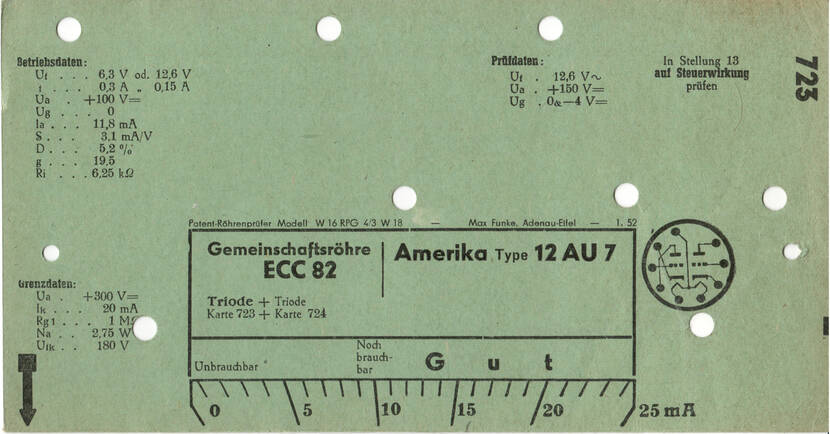 Betriebsdaten:
Uf . . . 6,3 V od. 12,6 V
. . . 0,3 A „ 0,15 A
Ua . +100 V=
Ug . . . 0
Ia . . . 11,8 mA
S . . . 3,1 mA/V
D . . . 5,2 %
g . . . 19,5
Ri . . . 6,25 kΩ
Prüfdaten:
Uf . 12,6 V~
Ua . +150 V=
Ug . 0&-4 V=
In Stellung 13
auf Steuerwirkung
prüfen
723
Patent-Röhrenprüfer Modell W 16 RPG 4/3 W 18 — Max Funke, Adenau-Eifel — 1. 52
Gemeinschaftsröhre
ECC 82
Amerika Type 12 AU 7
Triode + Triode
Karte 723 + Karte 724
Grenzdaten:
Ua . +300 V=
Ik . . . 20 mA
Rg1 . . . 1 MΩ
Na . . 2,75 W
Ufk . . 180 V
Unbrauchbar
Noch
brauch-
bar
Gut
0 5 10 15 20 25 mA